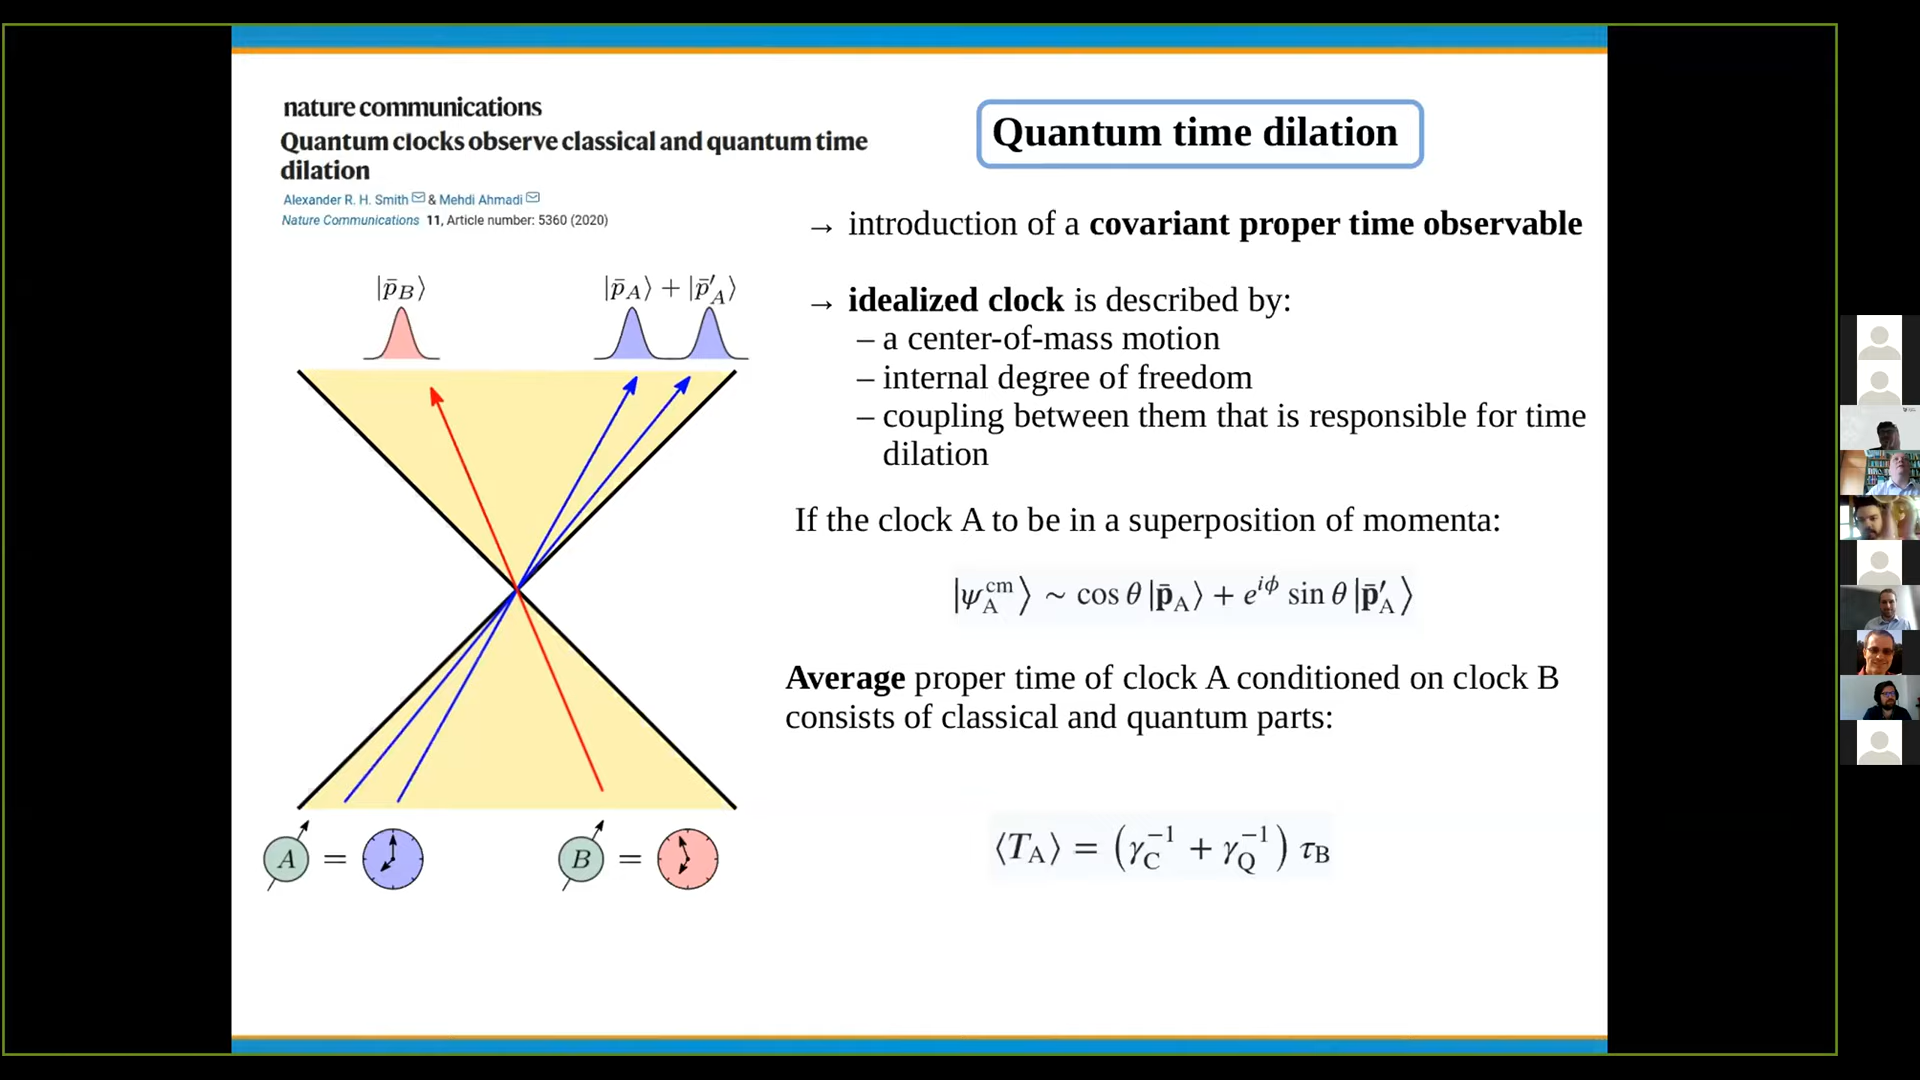 nature communications
Quantum clocks observe classical and quantum time
dilation
Alexander R. H. Smith & Mehdi Ahmadi
Nature Communications 11, Article number: 5360 (2020)
Quantum time dilation
→ introduction of a covariant proper time observable
→ idealized clock is described by:
– a center-of-mass motion
– internal degree of freedom
– coupling between them that is responsible for time
dilation
If the clock A to be in a superposition of momenta:
|ψ_A^cm⟩ ∼ cos θ |p̄_A⟩ + e^{iϕ} sin θ |p̄′_A⟩
Average proper time of clock A conditioned on clock B
consists of classical and quantum parts:
⟨T_A⟩ = (γ_C^{−1} + γ_Q^{−1}) τ_B
|p̄_B⟩
|p̄_A⟩ + |p̄′_A⟩
A =
B =